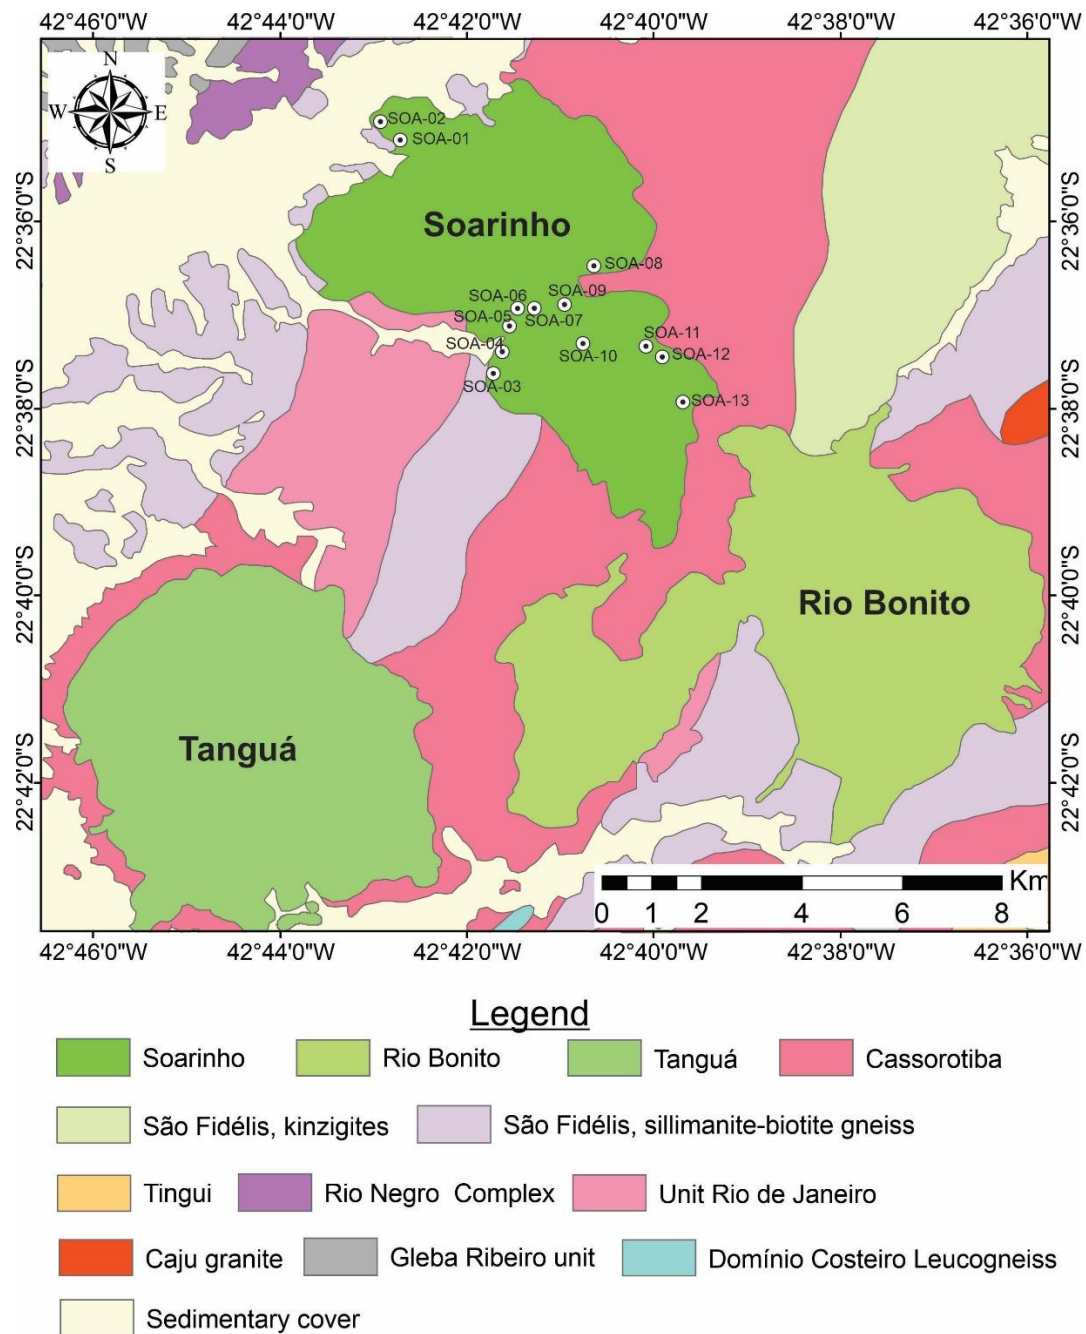 42°46'0"W 42°44'0"W 42°42'0"W 42°40'0"W 42°38'0"W 42°36'0"W
N
W E
S
SOA-02
SOA-01
22°36'0"S 22°36'0"S
Soarinho
SOA-08
SOA-09
SOA-06
SOA-05 SOA-07
SOA-11
SOA-04 SOA-10 SOA-12
SOA-03
22°38'0"S 22°38'0"S
SOA-13
22°40'0"S 22°40'0"S
Rio Bonito
Tanguá
22°42'0"S 22°42'0"S
Km
0 1 2 4 6 8
42°46'0"W 42°44'0"W 42°42'0"W 42°40'0"W 42°38'0"W 42°36'0"W
Legend
Soarinho Rio Bonito Tanguá Cassorotiba
São Fidélis, kinzigites São Fidélis, sillimanite-biotite gneiss
Tingui Rio Negro Complex Unit Rio de Janeiro
Caju granite Gleba Ribeiro unit Domínio Costeiro Leucogneiss
Sedimentary cover